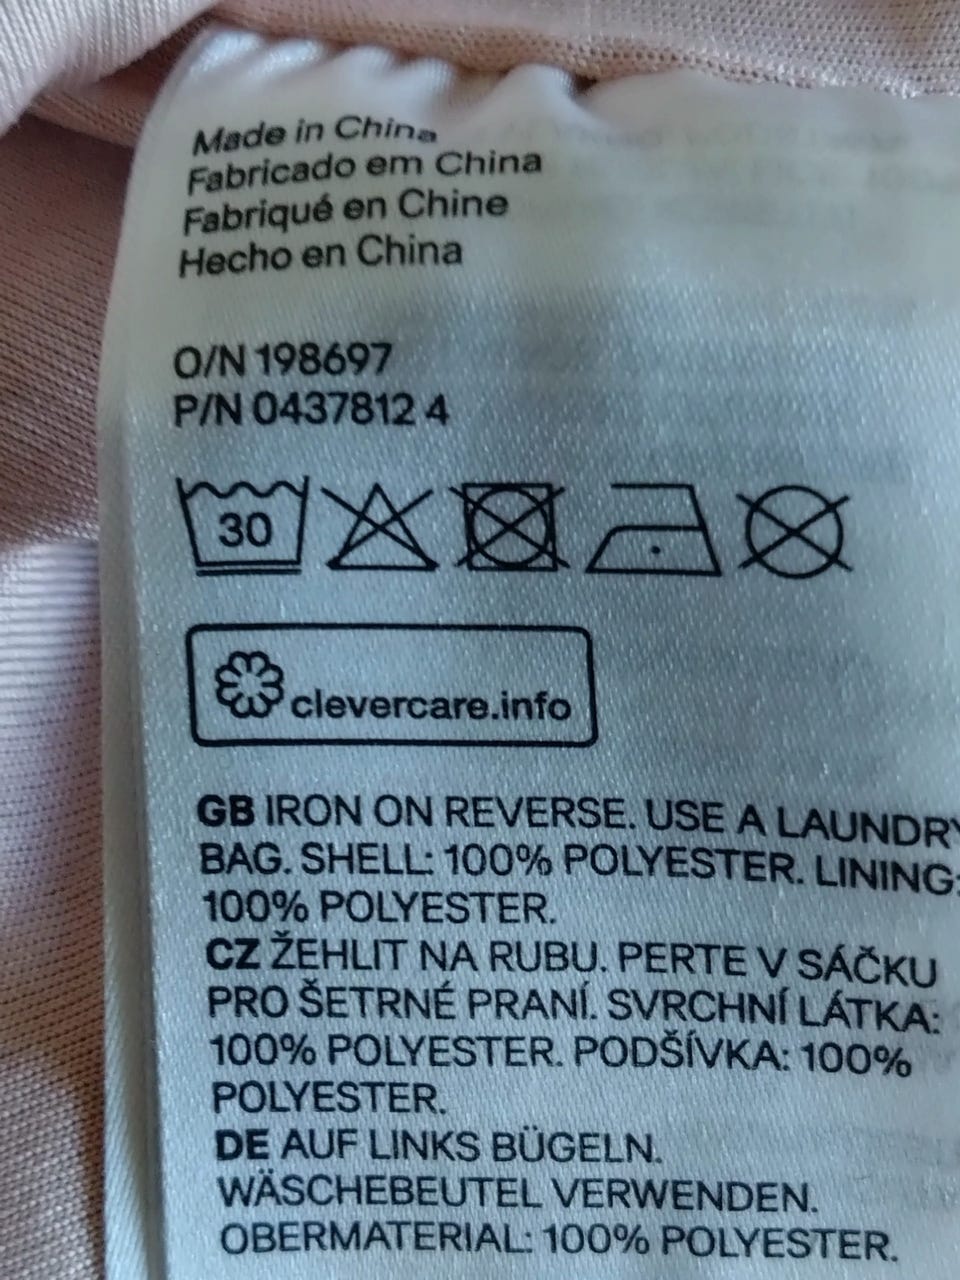 Made in China
Fabricado em China
Fabriqué en Chine
Hecho en China
O/N 198697
P/N 0437812 4
30
clevercare.info
GB IRON ON REVERSE. USE A LAUNDRY
BAG. SHELL: 100% POLYESTER. LINING:
100% POLYESTER.
CZ ŽEHLIT NA RUBU. PERTE V SÁČKU
PRO ŠETRNÉ PRANÍ. SVRCHNÍ LÁTKA:
100% POLYESTER. PODŠÍVKA: 100%
POLYESTER.
DE AUF LINKS BÜGELN.
WÄSCHEBEUTEL VERWENDEN.
OBERMATERIAL: 100% POLYESTER.